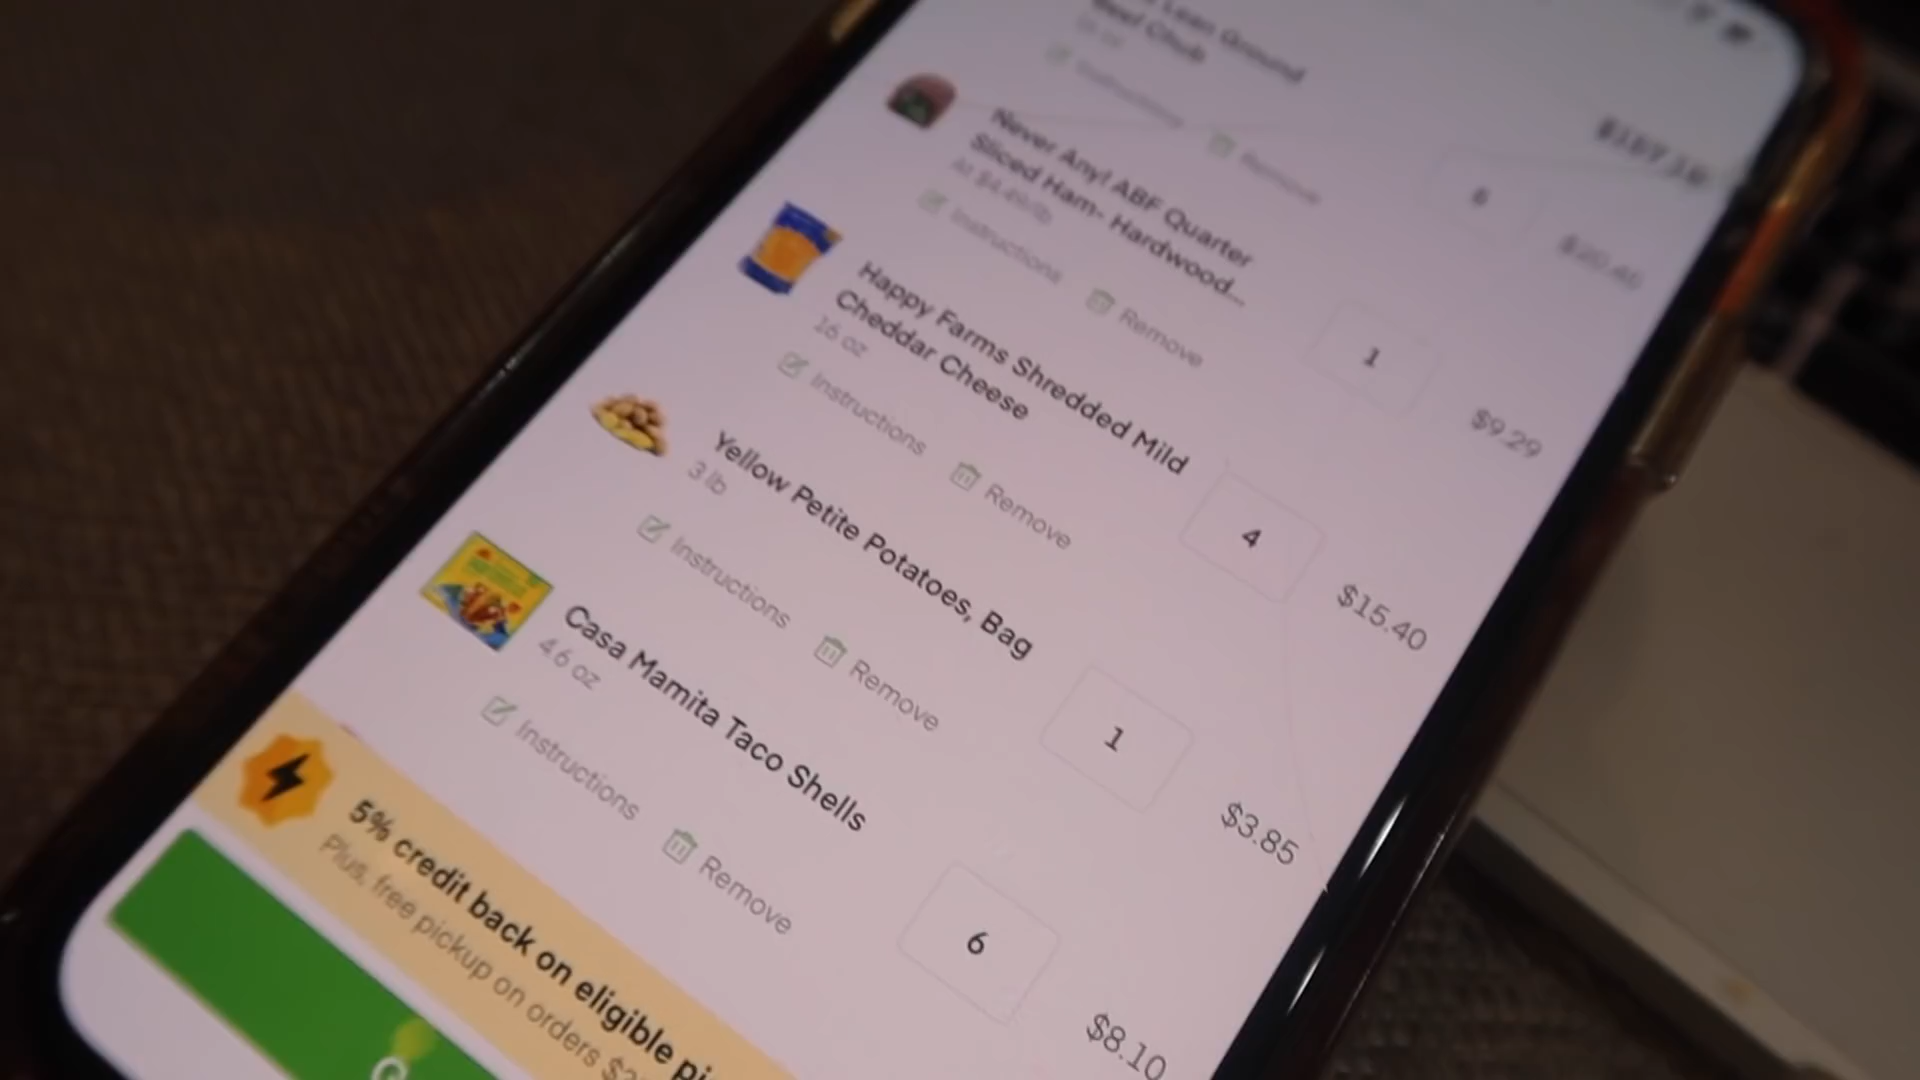 Lean Ground
Beef Chub
Instructions
Remove
Never Any! ABF Quarter
Sliced Ham- Hardwood...
At $4.49/lb
Instructions
Remove
1
$9.29
Happy Farms Shredded Mild
Cheddar Cheese
16 oz
Instructions
Remove
4
$15.40
Yellow Petite Potatoes, Bag
3 lb
Instructions
Remove
1
$3.85
Casa Mamita Taco Shells
4.6 oz
Instructions
Remove
6
$8.10
5% credit back on eligible pi
Plus, free pickup on orders